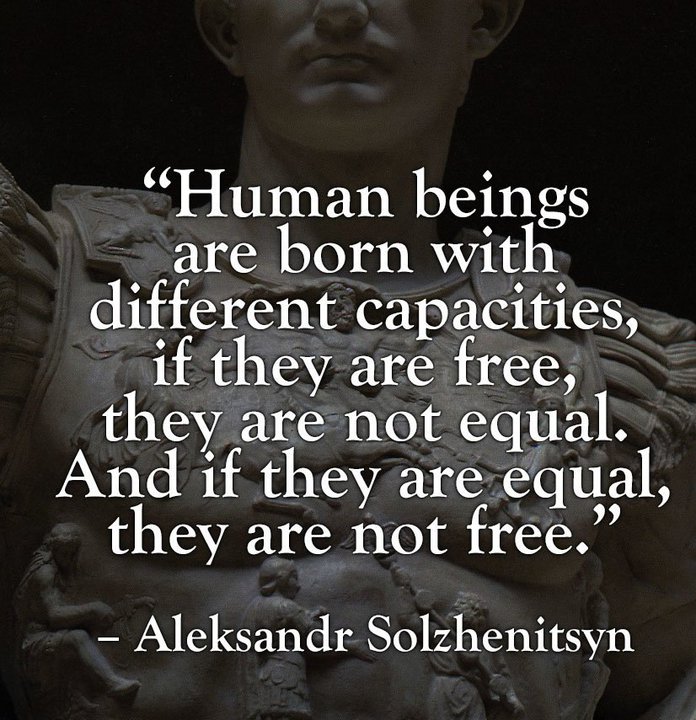 “Human beings
are born with
different capacities,
if they are free,
they are not equal.
And if they are equal,
they are not free.”
– Aleksandr Solzhenitsyn